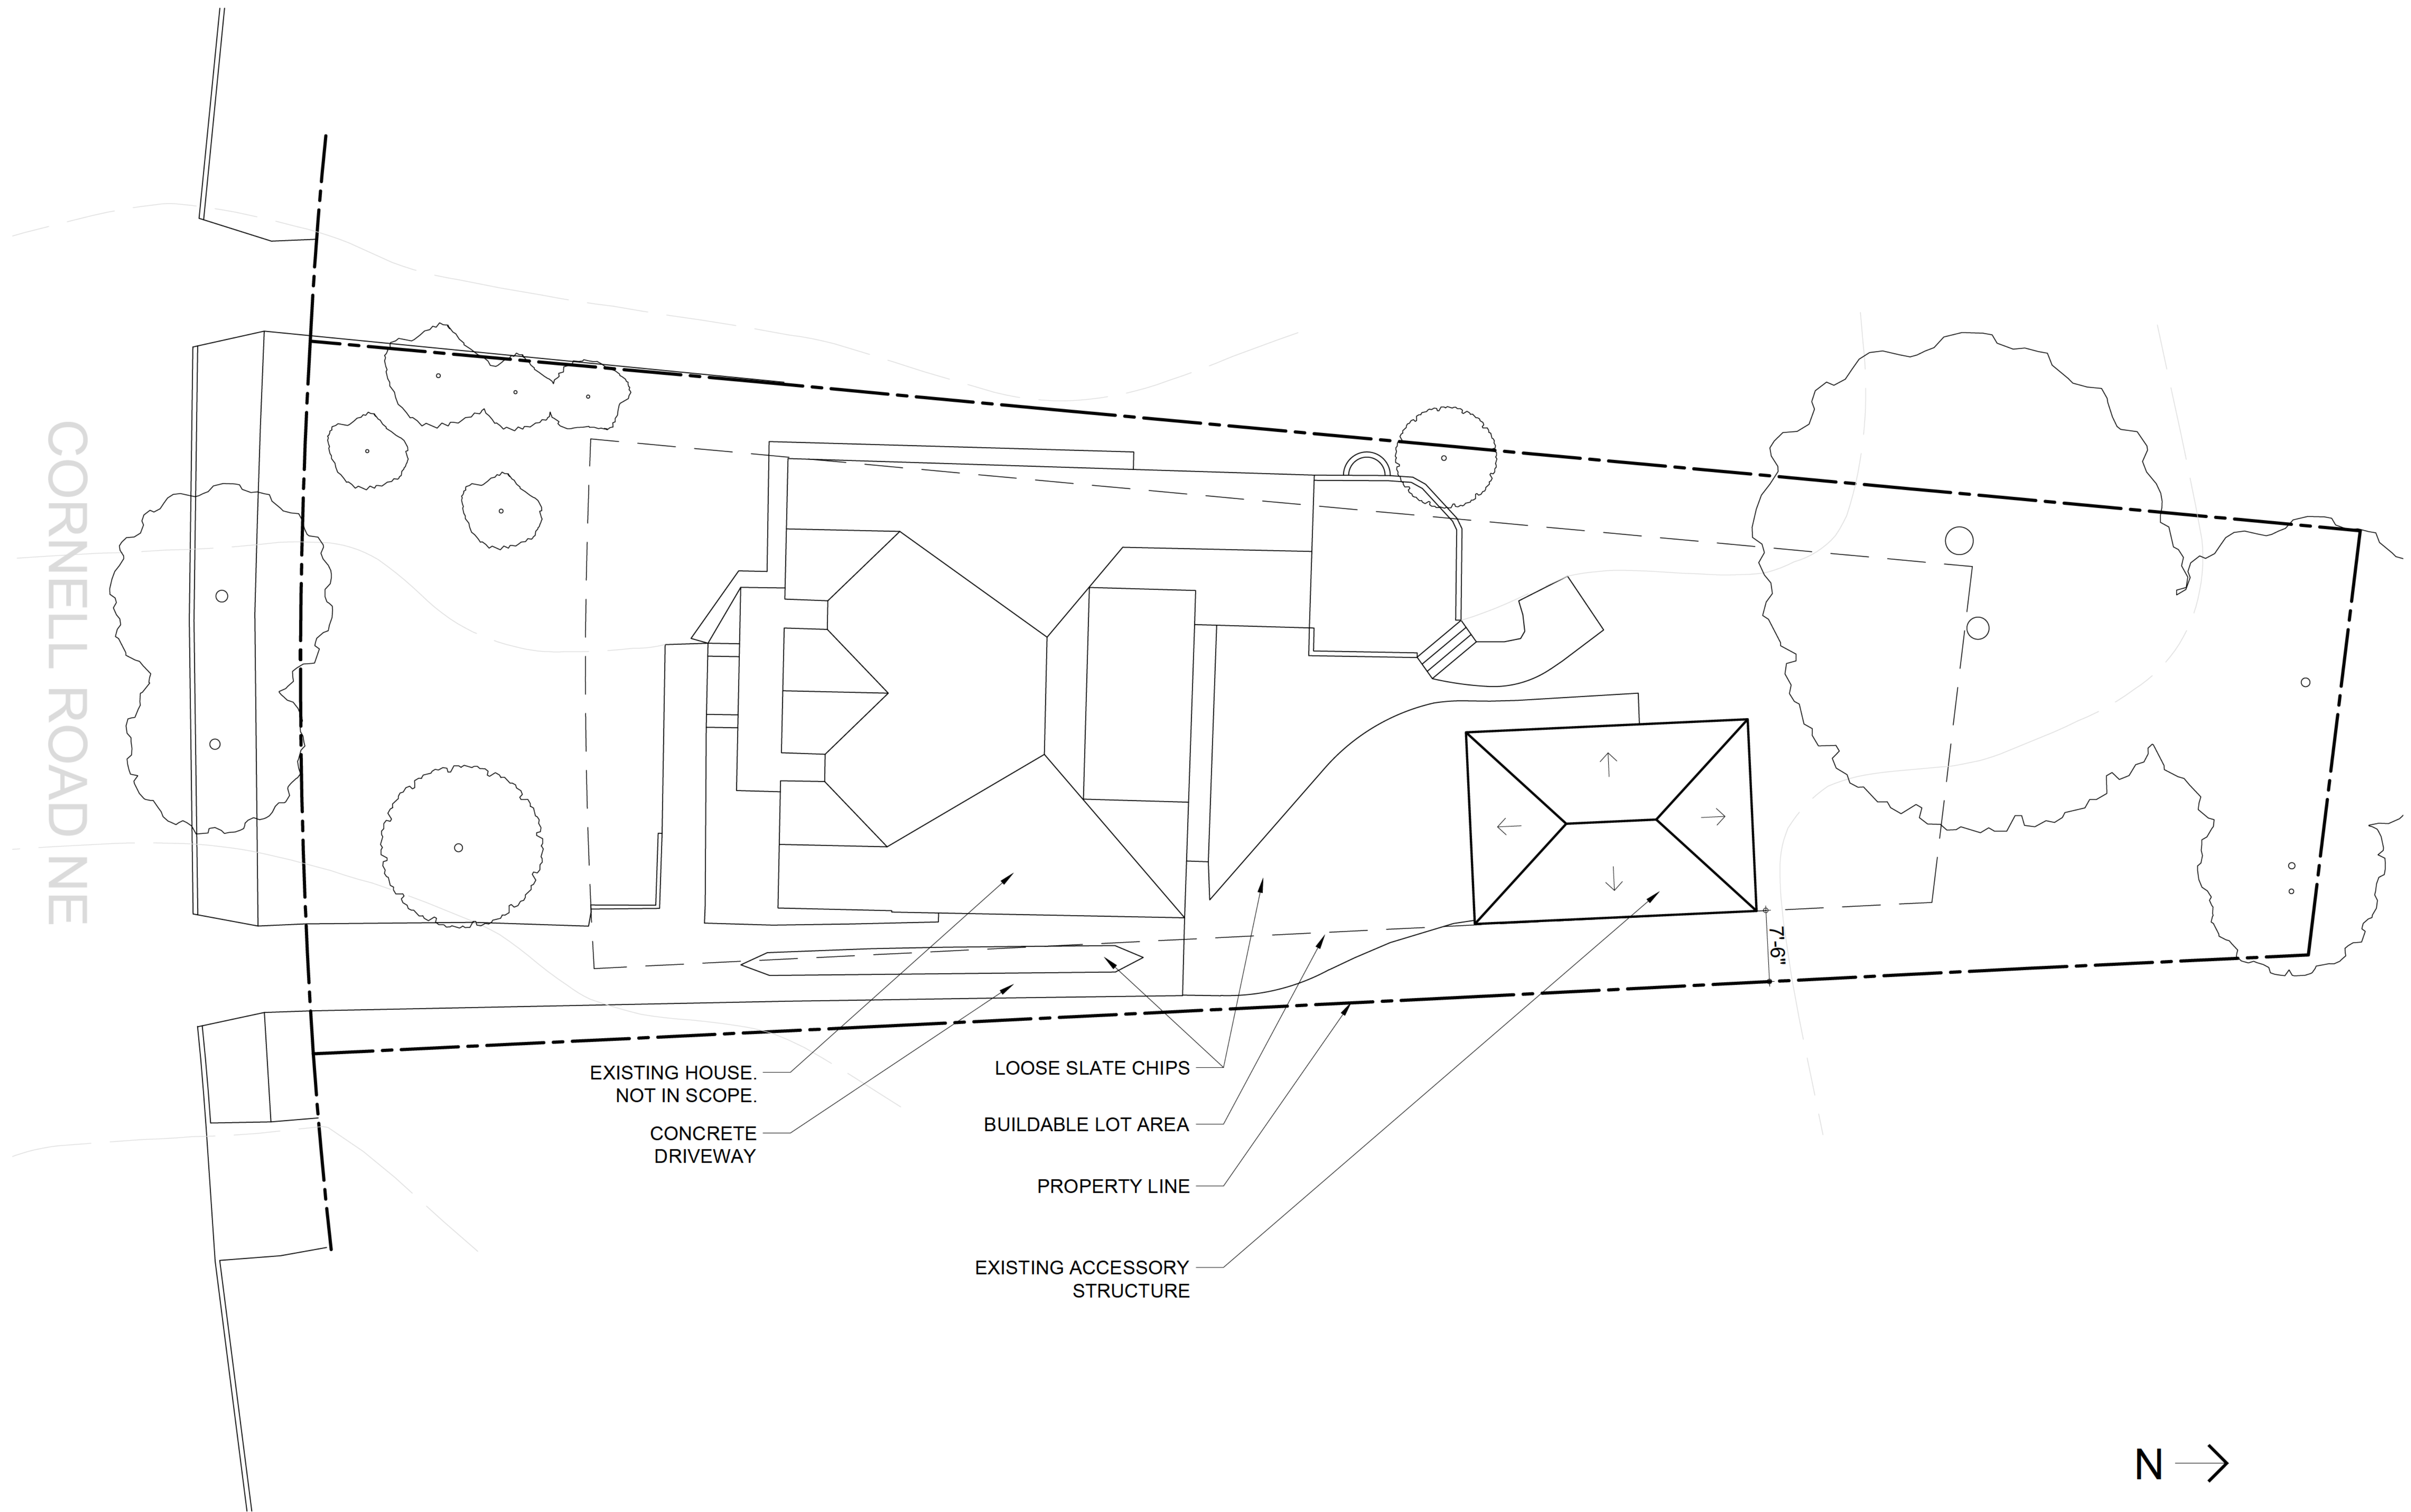 CORNELL ROAD NE
EXISTING HOUSE.
NOT IN SCOPE.
CONCRETE
DRIVEWAY
LOOSE SLATE CHIPS
BUILDABLE LOT AREA
PROPERTY LINE
EXISTING ACCESSORY
STRUCTURE
7'-6"
N